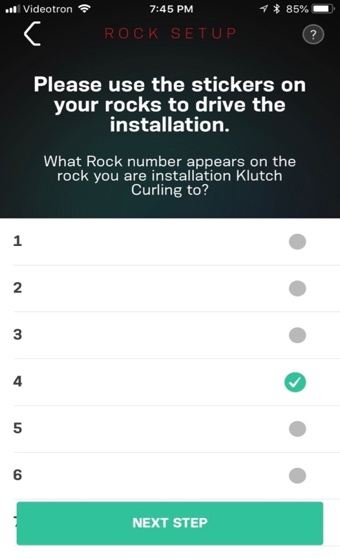 Videotron 7:45 PM 85%
ROCK SETUP ?
Please use the stickers on
your rocks to drive the
installation.
What Rock number appears on the
rock you are installation Klutch
Curling to?
1
2
3
4
5
6
NEXT STEP